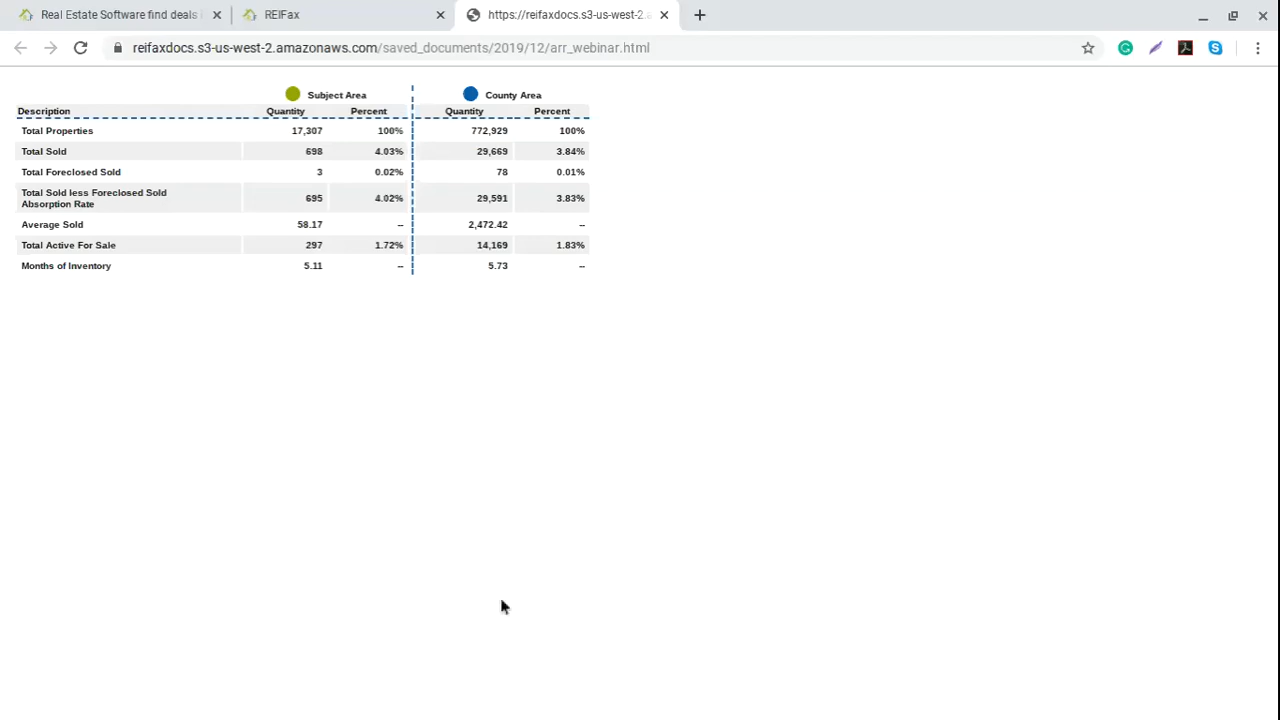 Real Estate Software find deals
REIFax
https://reifaxdocs.s3-us-west-2.a
reifaxdocs.s3-us-west-2.amazonaws.com/saved_documents/2019/12/arr_webinar.html
Subject Area County Area
Description Quantity Percent Quantity Percent
Total Properties 17,307 100% 772,929 100%
Total Sold 698 4.03% 29,669 3.84%
Total Foreclosed Sold 3 0.02% 78 0.01%
Total Sold less Foreclosed Sold
Absorption Rate 695 4.02% 29,591 3.83%
Average Sold 58.17 -- 2,472.42 --
Total Active For Sale 297 1.72% 14,169 1.83%
Months of Inventory 5.11 -- 5.73 --